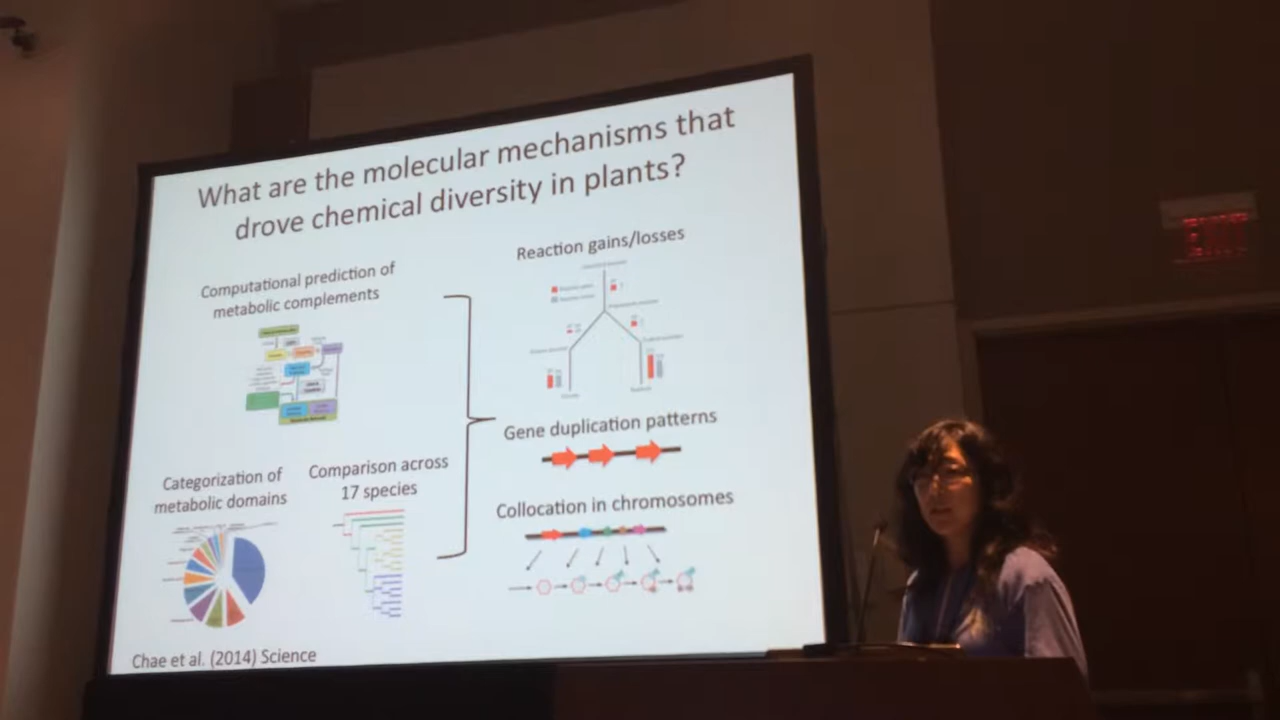 What are the molecular mechanisms that
drove chemical diversity in plants?
Computational prediction of
metabolic complements
Categorization of
metabolic domains
Comparison across
17 species
Reaction gains/losses
Gene duplication patterns
Collocation in chromosomes
Chae et al. (2014) Science
EXIT